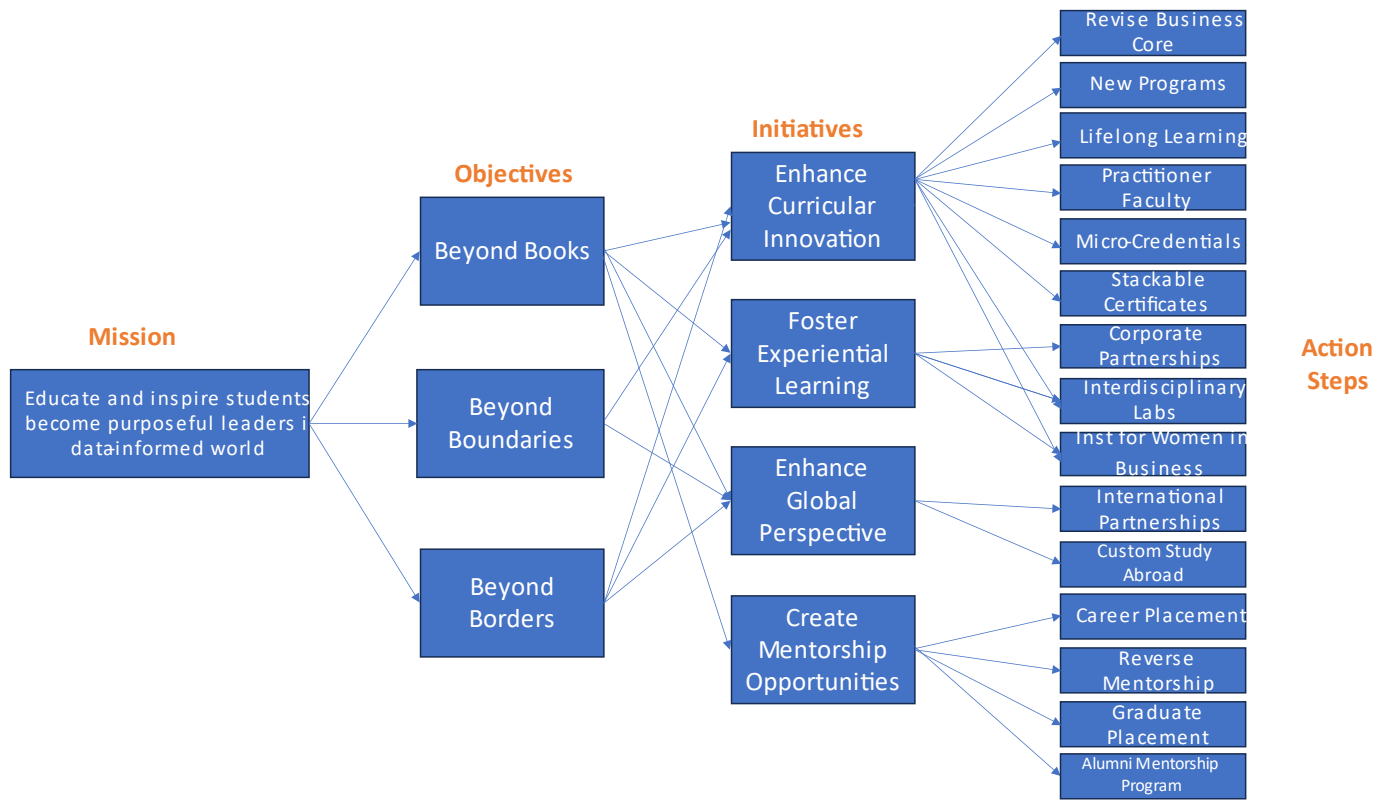 Mission
Educate and inspire students
become purposeful leaders i
data-informed world
Objectives
Beyond Books
Beyond
Boundaries
Beyond
Borders
Initiatives
Enhance
Curricular
Innovation
Foster
Experiential
Learning
Enhance
Global
Perspective
Create
Mentorship
Opportunities
Revise Business
Core
New Programs
Lifelong Learning
Practitioner
Faculty
Micro-Credentials
Stackable
Certificates
Corporate
Partnerships
Interdisciplinary
Labs
Inst for Women in
Business
International
Partnerships
Custom Study
Abroad
Career Placement
Reverse
Mentorship
Graduate
Placement
Alumni Mentorship
Program
Action
Steps